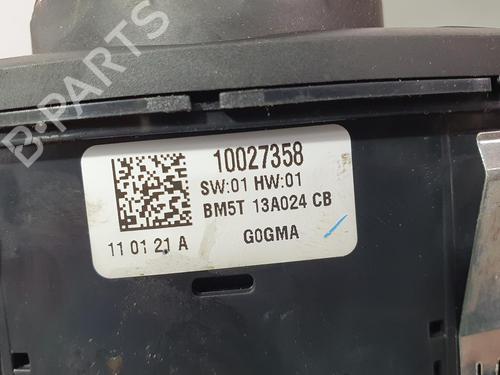 10027358
SW:01 HW:01
BM5T 13A024 CB
11 01 21 A
G0GMA
B-PARTS